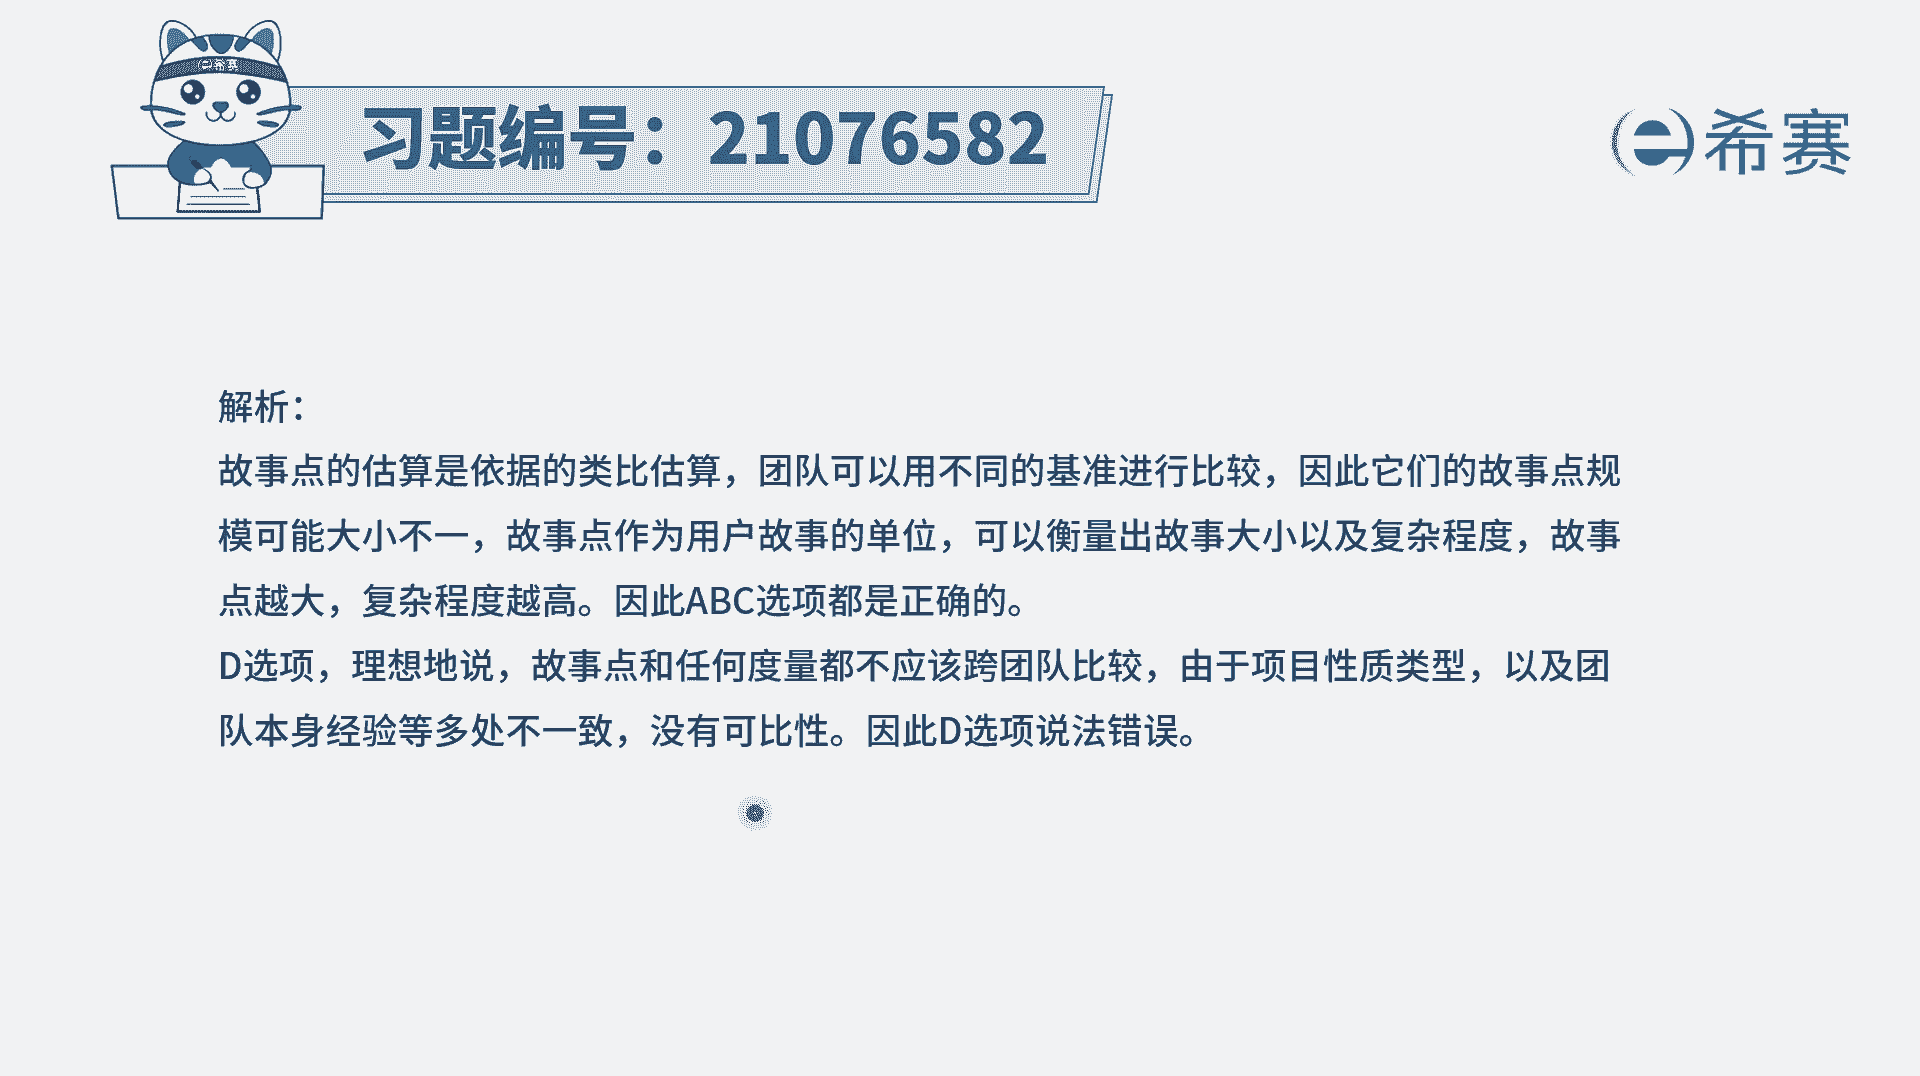 希赛
习题编号：21076582
希赛
解析：
故事点的估算是依据的类比估算，团队可以用不同的基准进行比较，因此它们的故事点规
模可能大小不一，故事点作为用户故事的单位，可以衡量出故事大小以及复杂程度，故事
点越大，复杂程度越高。因此ABC选项都是正确的。
D选项，理想地说，故事点和任何度量都不应该跨团队比较，由于项目性质类型，以及团
队本身经验等多处不一致，没有可比性。因此D选项说法错误。